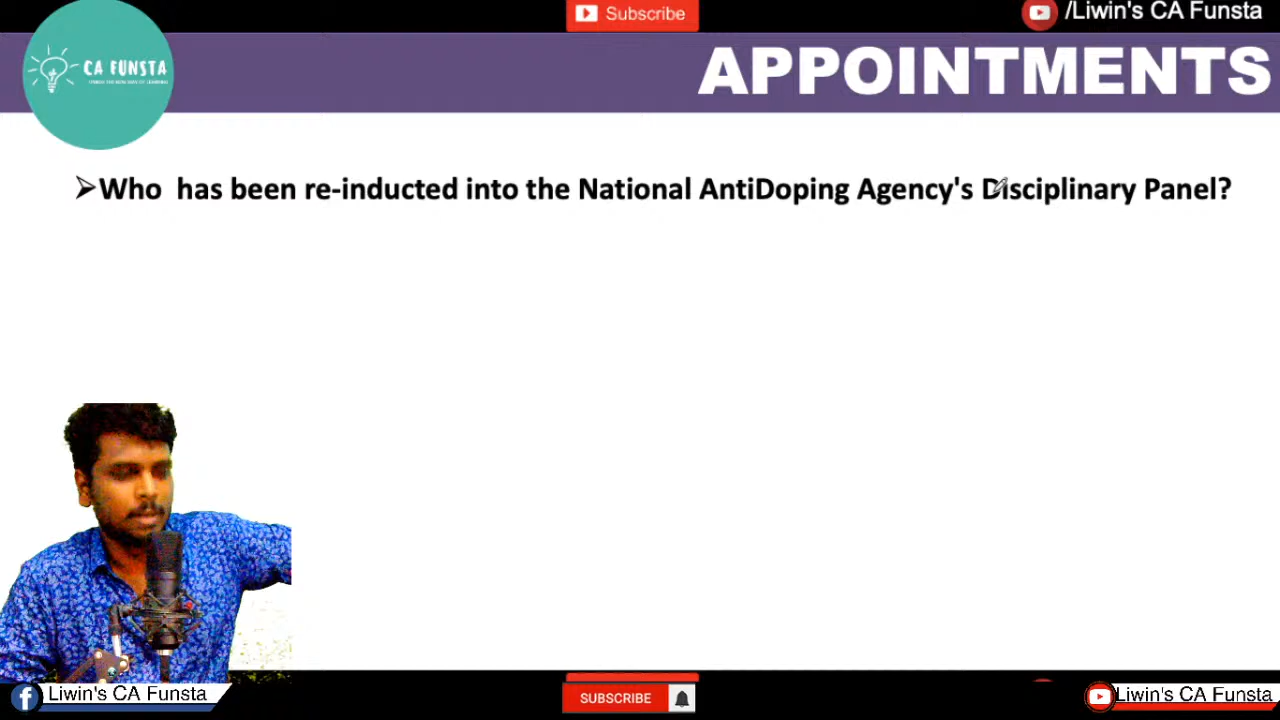 Subscribe
/Liwin's CA Funsta
CA FUNSTA
APPOINTMENTS
➢Who has been re-inducted into the National AntiDoping Agency's Disciplinary Panel?
Liwin's CA Funsta
SUBSCRIBE
Liwin's CA Funsta